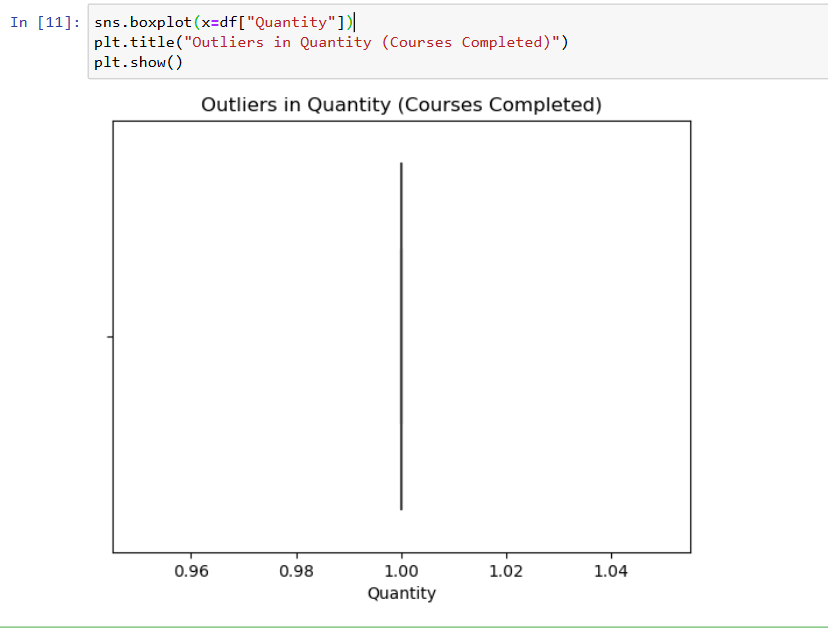 In [11]: sns.boxplot(x=df["Quantity"])
plt.title("Outliers in Quantity (Courses Completed)")
plt.show()
Outliers in Quantity (Courses Completed)
0.96 0.98 1.00 1.02 1.04
Quantity